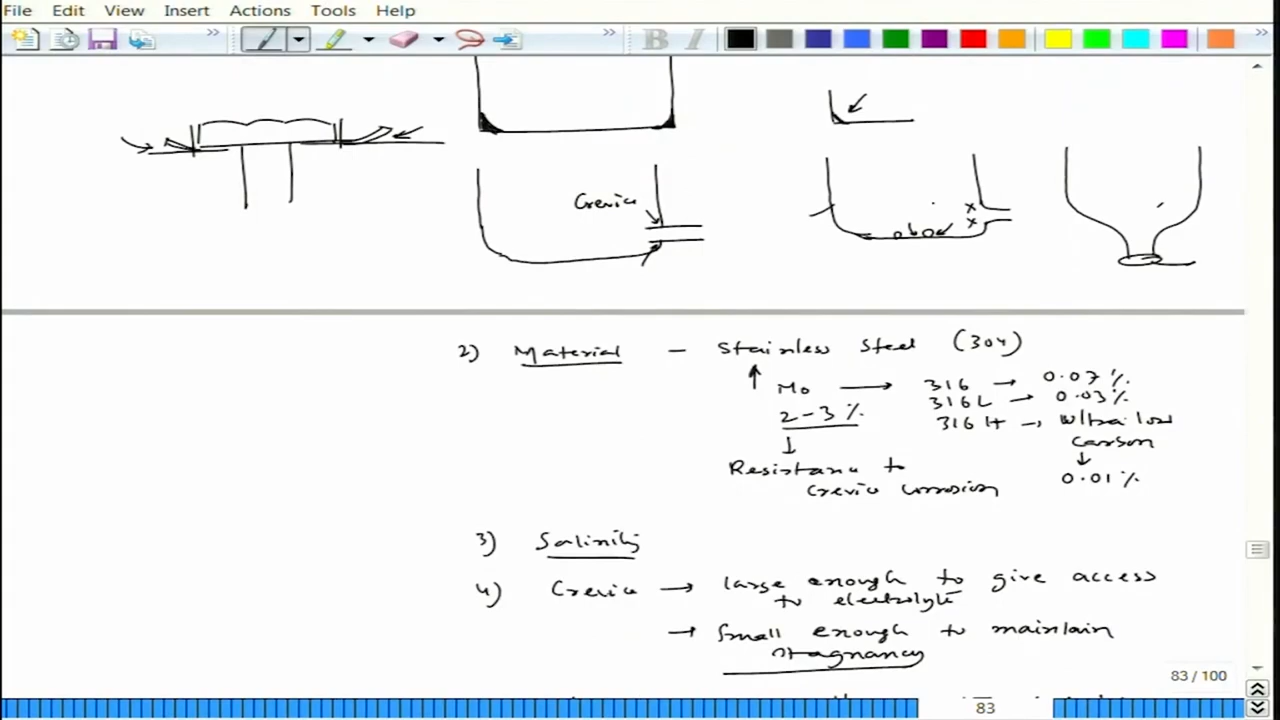 File Edit View Insert Actions Tools Help
B I
Crevice
2) Material - Stainless Steel (304)
Mo → 316 → 0.07%
2-3% 316L → 0.03%
316 H → Ultra low
Carbon
Resistance to
Crevice Corrosion 0.01%
3) Salinity
4) Crevice → large enough to give access
to electrolyte
→ Small enough to maintain
Stagnancy
83 / 100
83